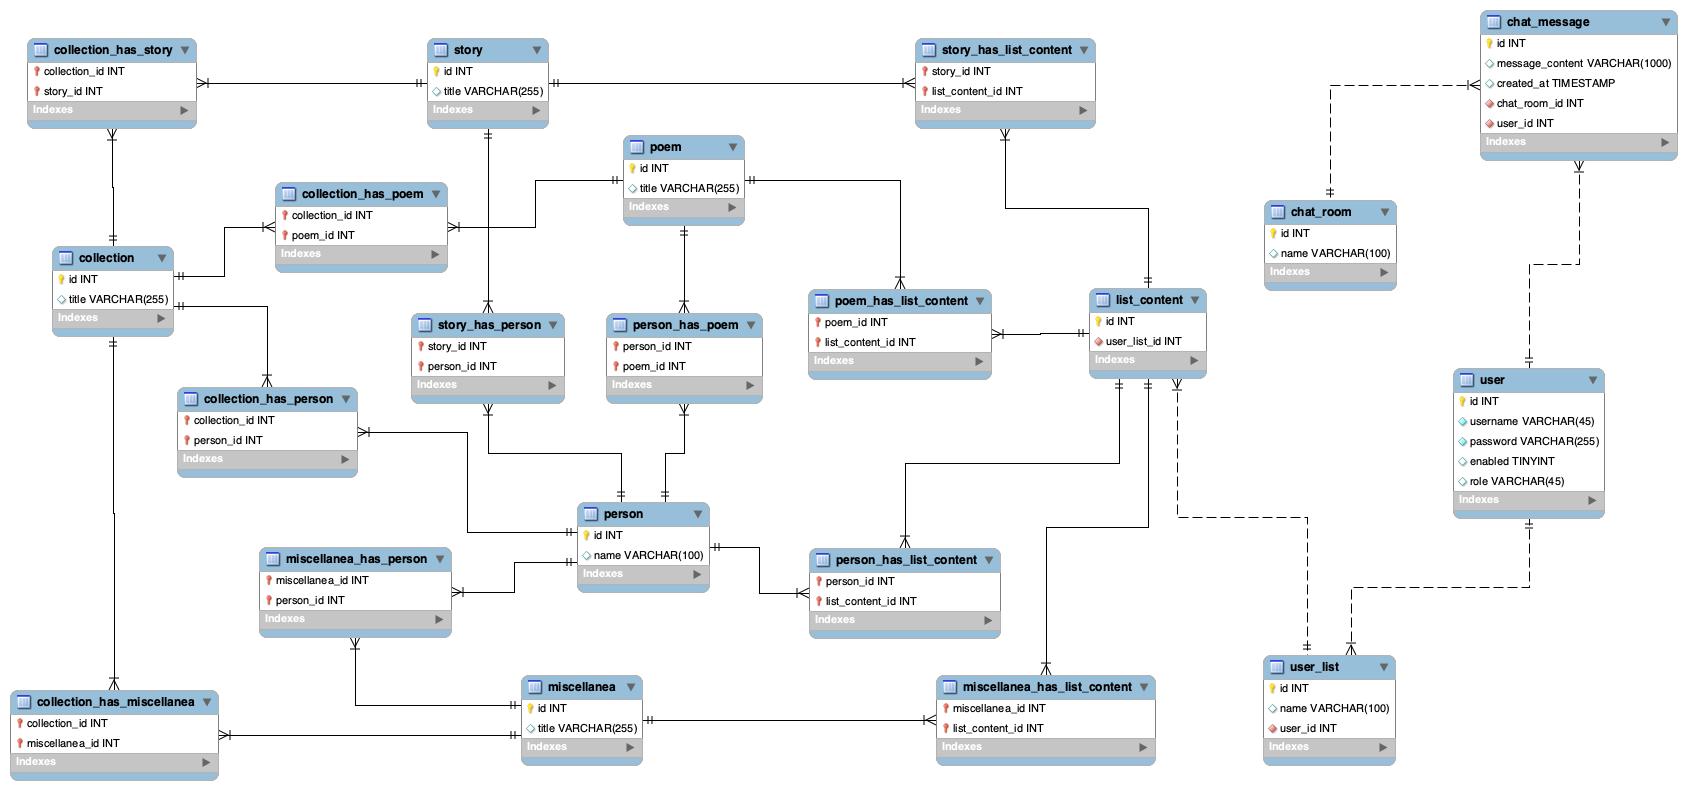 collection_has_story
collection_id INT
story_id INT
Indexes
story
id INT
title VARCHAR(255)
Indexes
story_has_list_content
story_id INT
list_content_id INT
Indexes
chat_message
id INT
message_content VARCHAR(1000)
created_at TIMESTAMP
chat_room_id INT
user_id INT
Indexes
poem
id INT
title VARCHAR(255)
Indexes
collection_has_poem
collection_id INT
poem_id INT
Indexes
chat_room
id INT
name VARCHAR(100)
Indexes
collection
id INT
title VARCHAR(255)
Indexes
story_has_person
story_id INT
person_id INT
Indexes
person_has_poem
person_id INT
poem_id INT
Indexes
poem_has_list_content
poem_id INT
list_content_id INT
Indexes
list_content
id INT
user_list_id INT
Indexes
collection_has_person
collection_id INT
person_id INT
Indexes
user
id INT
username VARCHAR(45)
password VARCHAR(255)
enabled TINYINT
role VARCHAR(45)
Indexes
person
id INT
name VARCHAR(100)
Indexes
miscellanea_has_person
miscellanea_id INT
person_id INT
Indexes
person_has_list_content
person_id INT
list_content_id INT
Indexes
user_list
id INT
name VARCHAR(100)
user_id INT
Indexes
collection_has_miscellanea
collection_id INT
miscellanea_id INT
Indexes
miscellanea
id INT
title VARCHAR(255)
Indexes
miscellanea_has_list_content
miscellanea_id INT
list_content_id INT
Indexes